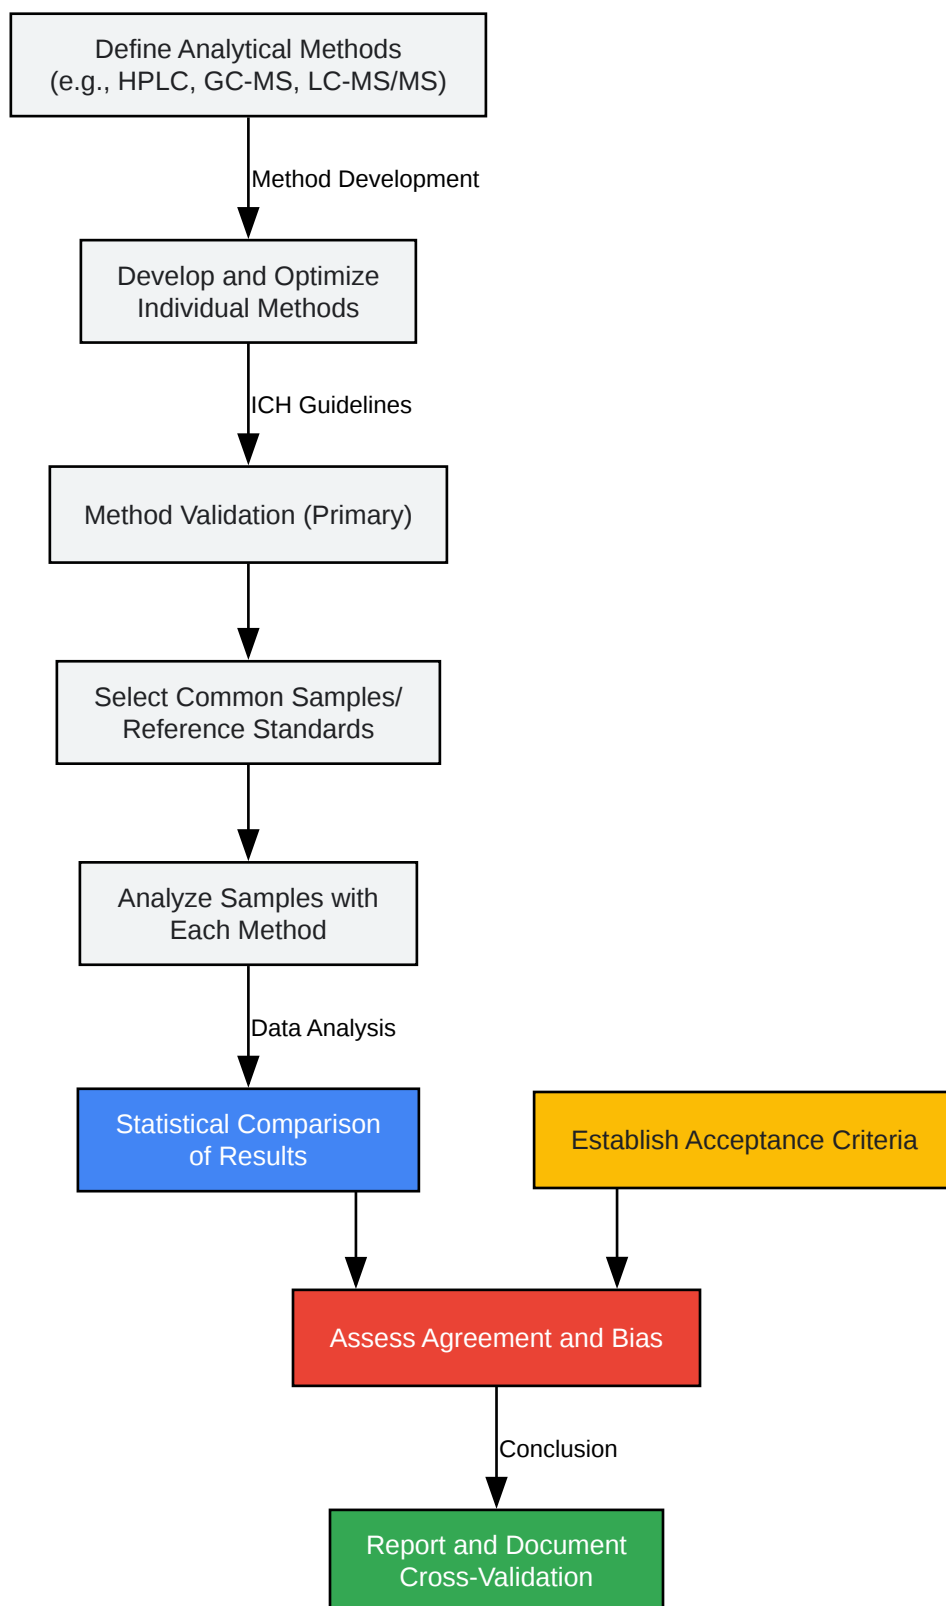 Define Analytical Methods
(e.g., HPLC, GC-MS, LC-MS/MS)
Method Development
Develop and Optimize
Individual Methods
ICH Guidelines
Method Validation (Primary)
Select Common Samples/
Reference Standards
Analyze Samples with
Each Method
Data Analysis
Statistical Comparison
of Results
Establish Acceptance Criteria
Assess Agreement and Bias
Conclusion
Report and Document
Cross-Validation